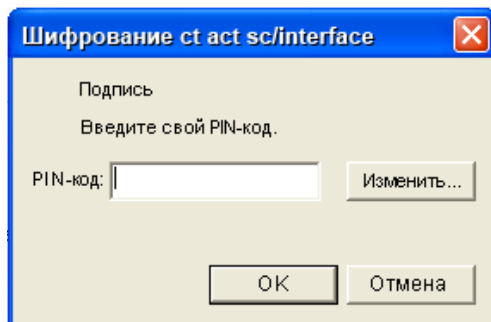 Шифрование ct act sc/interface
Подпись
Введите свой PIN-код.
PIN-код:
Изменить...
OK
Отмена